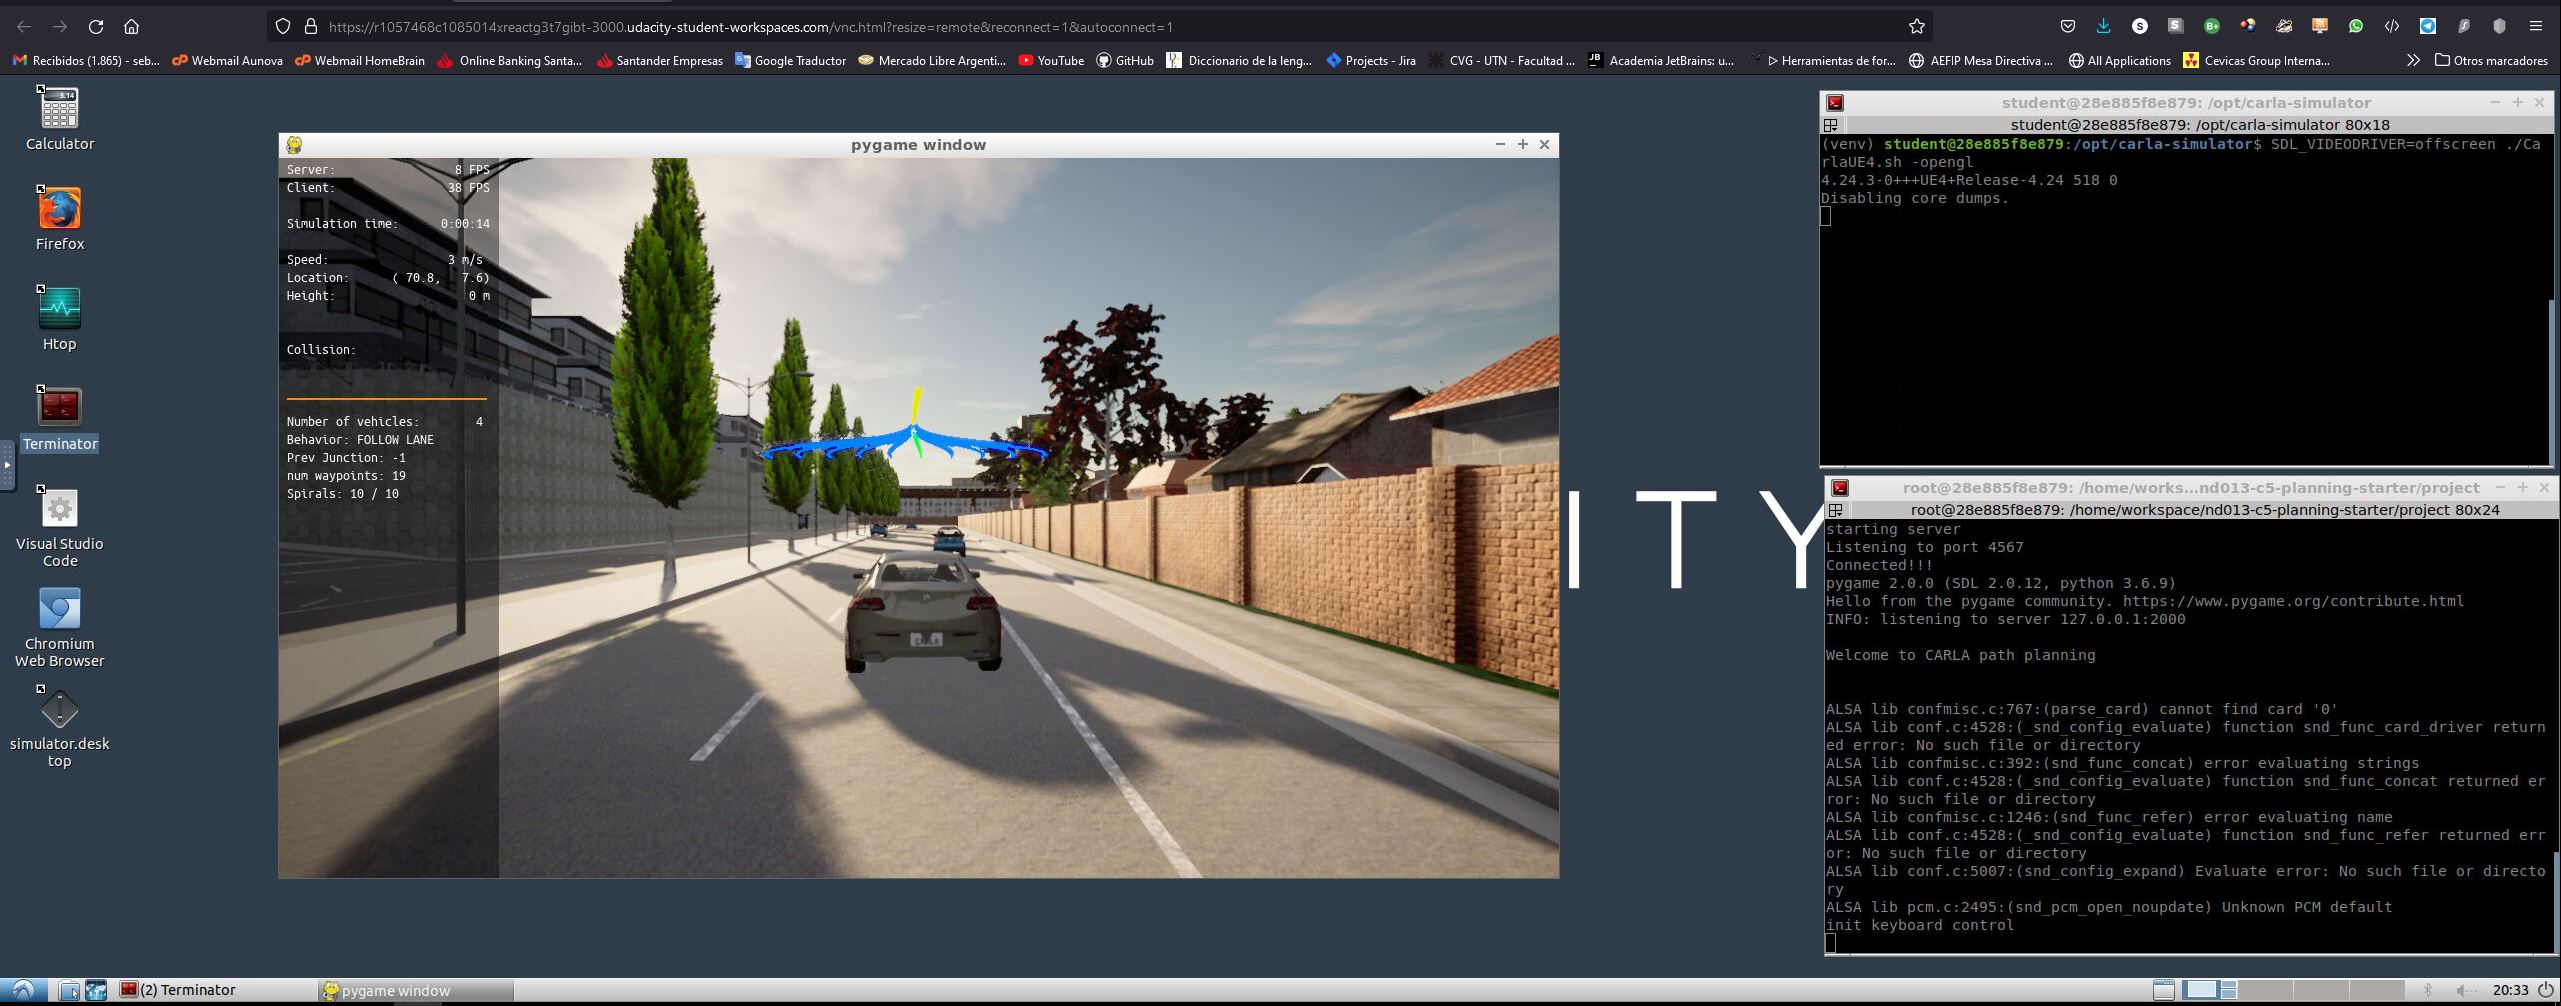 https://r1057468c1085014xreactg3t7gibt-3000.udacity-student-workspaces.com/vnc.html?resize=remote&reconnect=1&autoconnect=1
Recibidos (1.865) - seb... Webmail Aunova Webmail HomeBrain Online Banking Santa... Santander Empresas Google Traductor Mercado Libre Argenti... YouTube GitHub Diccionario de la leng... Projects - Jira CVG - UTN - Facultad ... Academia JetBrains: u... Herramientas de for... AEFIP Mesa Directiva ... All Applications Cevicas Group Interna... Otros marcadores
Calculator
Firefox
Htop
Terminator
Visual Studio
Code
Chromium
Web Browser
simulator.desk
top
pygame window
Server: 8 FPS
Client: 38 FPS
Simulation time: 0:00:14
Speed: 3 m/s
Location: ( 70.8, 7.6)
Height: 0 m
Collision:
Number of vehicles: 4
Behavior: FOLLOW LANE
Prev Junction: -1
num waypoints: 19
Spirals: 10 / 10
ITY
student@28e885f8e879: /opt/carla-simulator
student@28e885f8e879: /opt/carla-simulator 80x18
(venv) student@28e885f8e879:/opt/carla-simulator$ SDL_VIDEODRIVER=offscreen ./Ca
rlaUE4.sh -opengl
4.24.3-0+++UE4+Release-4.24 518 0
Disabling core dumps.
root@28e885f8e879: /home/works...nd013-c5-planning-starter/project
root@28e885f8e879: /home/workspace/nd013-c5-planning-starter/project 80x24
starting server
Listening to port 4567
Connected!!!
pygame 2.0.0 (SDL 2.0.12, python 3.6.9)
Hello from the pygame community. https://www.pygame.org/contribute.html
INFO: listening to server 127.0.0.1:2000
Welcome to CARLA path planning
ALSA lib confmisc.c:767:(parse_card) cannot find card '0'
ALSA lib conf.c:4528:(_snd_config_evaluate) function snd_func_card_driver return
ed error: No such file or directory
ALSA lib confmisc.c:392:(snd_func_concat) error evaluating strings
ALSA lib conf.c:4528:(_snd_config_evaluate) function snd_func_concat returned er
ror: No such file or directory
ALSA lib confmisc.c:1246:(snd_func_refer) error evaluating name
ALSA lib conf.c:4528:(_snd_config_evaluate) function snd_func_refer returned err
or: No such file or directory
ALSA lib conf.c:5007:(snd_config_expand) Evaluate error: No such file or directo
ry
ALSA lib pcm.c:2495:(snd_pcm_open_noupdate) Unknown PCM default
init keyboard control
(2) Terminator
pygame window
20:33